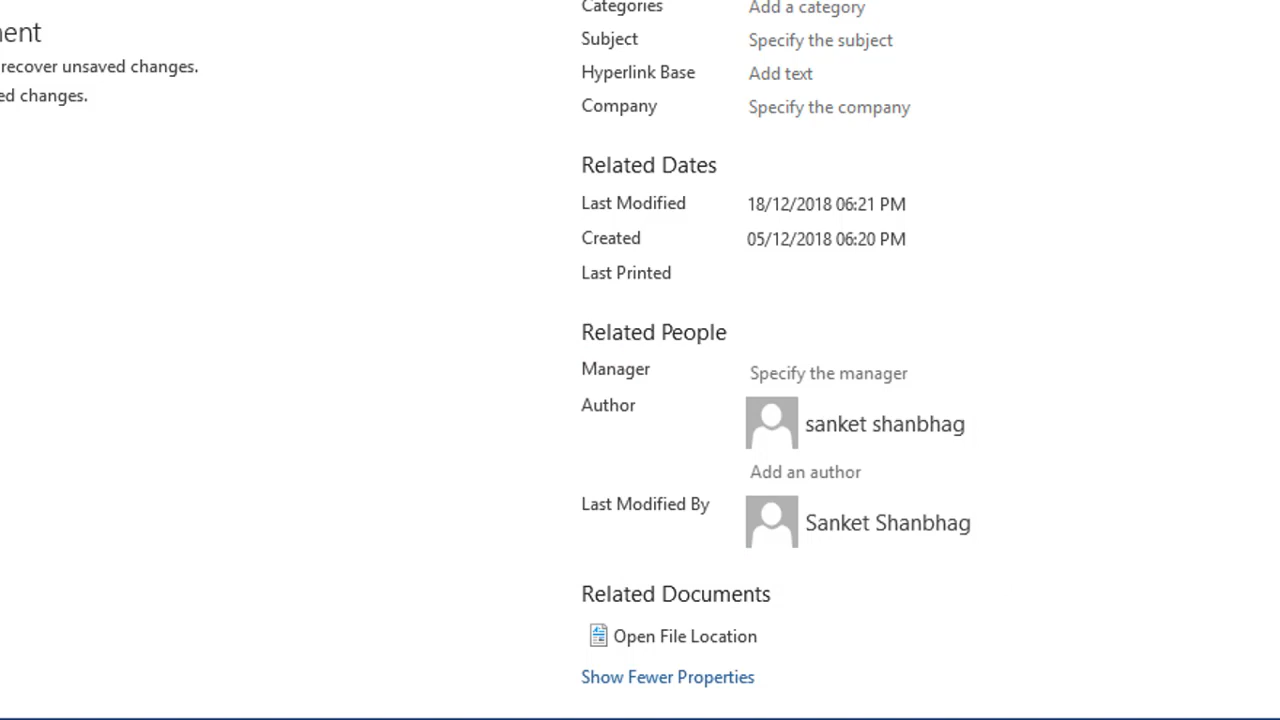 ent
recover unsaved changes.
ed changes.
Categories Add a category
Subject Specify the subject
Hyperlink Base Add text
Company Specify the company
Related Dates
Last Modified 18/12/2018 06:21 PM
Created 05/12/2018 06:20 PM
Last Printed
Related People
Manager Specify the manager
Author sanket shanbhag
Add an author
Last Modified By Sanket Shanbhag
Related Documents
Open File Location
Show Fewer Properties